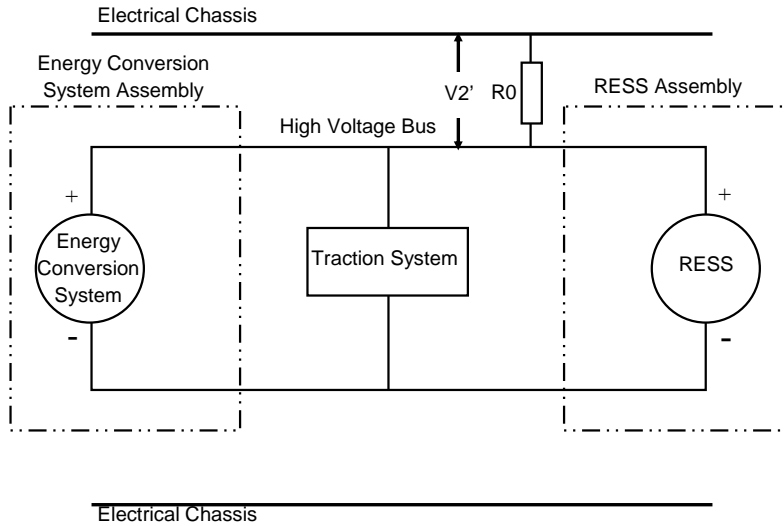 Electrical Chassis
Energy Conversion
System Assembly
V2’
R0
RESS Assembly
High Voltage Bus
+
+
Energy
Conversion
System
Traction System
RESS
-
-
Electrical Chassis